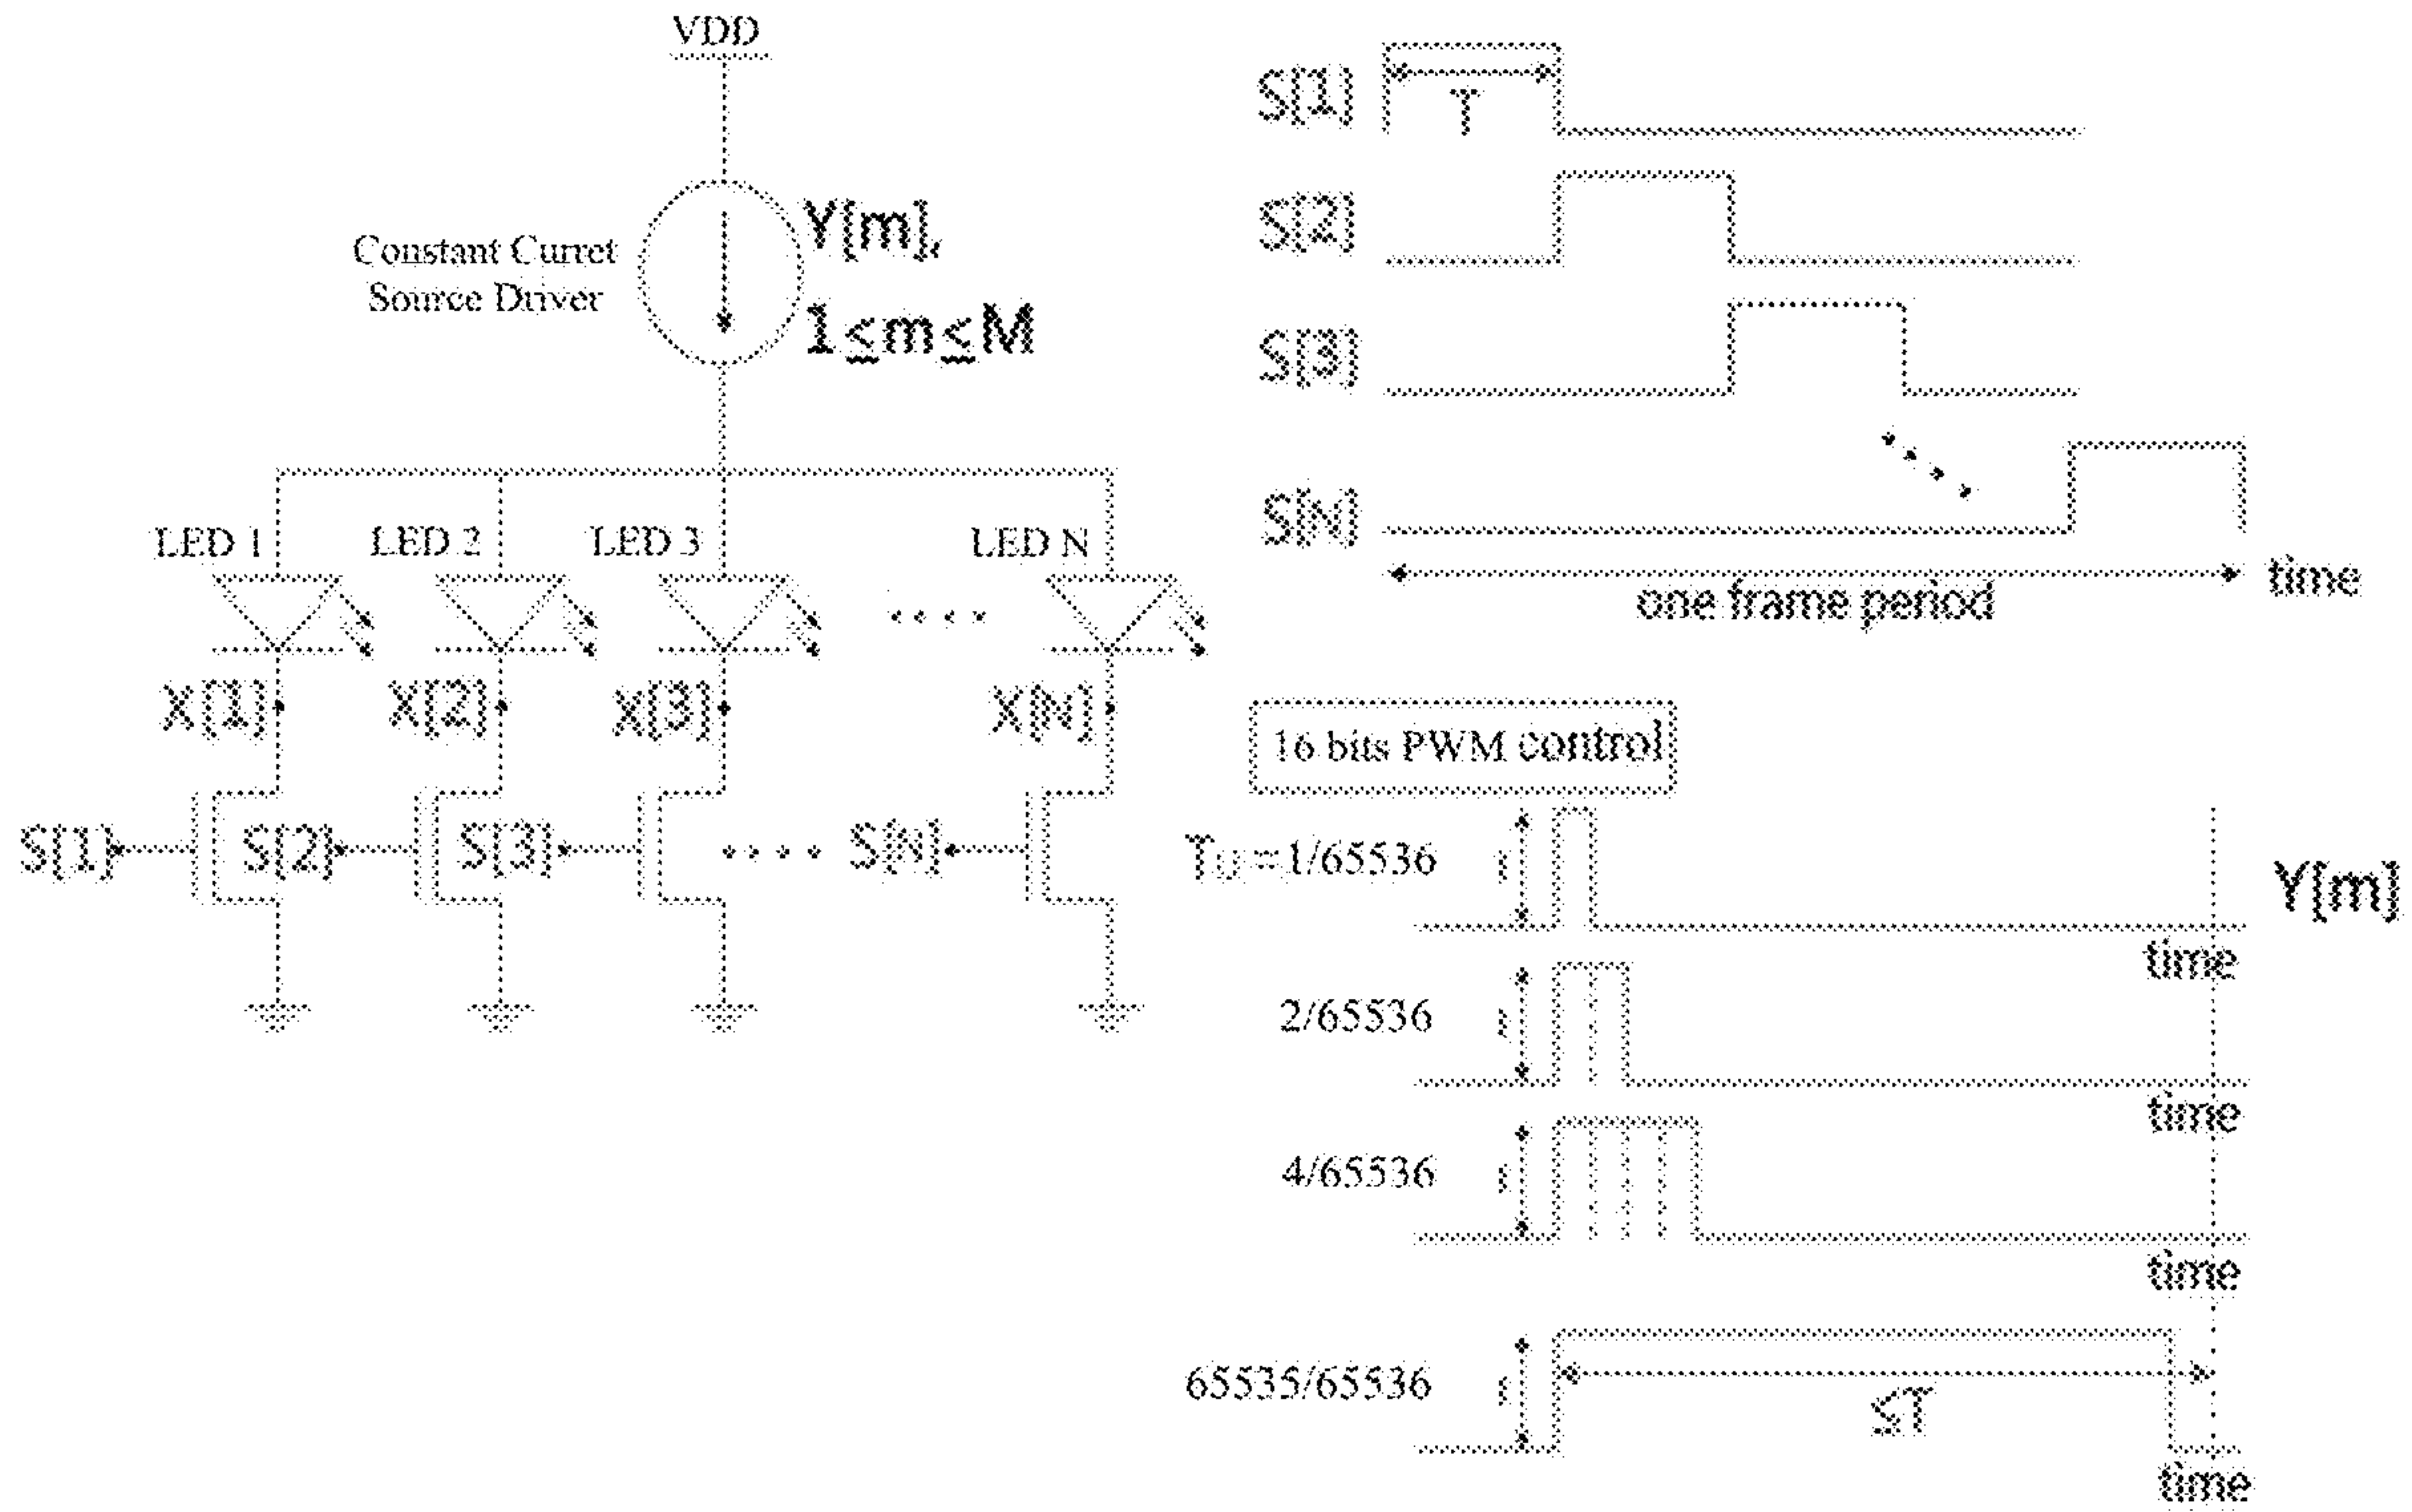 VDD
Constant Curret
Source Driver
Y[m],
1≤m≤M
LED 1
LED 2
LED 3
LED N
X[1]
X[2]
X[3]
X[N]
S[1]
S[2]
S[3]
S[N]
S[1]
T
S[2]
S[3]
S[N]
time
one frame period
16 bits PWM control
TU=1/65536
Y[m]
time
2/65536
time
4/65536
time
65535/65536
≤T
time